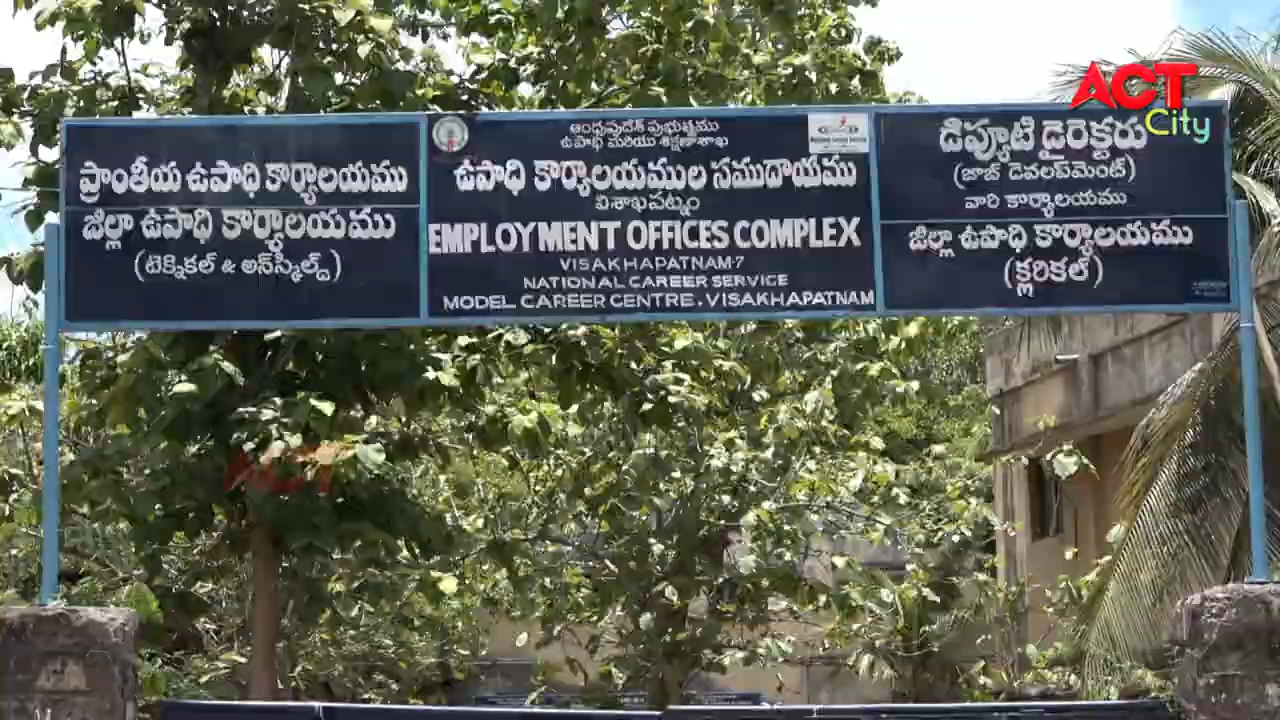 ప్రాంతీయ ఉపాధి కార్యాలయము
జిల్లా ఉపాధి కార్యాలయము
(టెక్నికల్ & అన్‌స్కిల్డ్)
ఆంధ్రప్రదేశ్ ప్రభుత్వము
ఉపాధి మరియు శిక్షణాశాఖ
ఉపాధి కార్యాలయముల సముదాయము
విశాఖపట్నం
EMPLOYMENT OFFICES COMPLEX
VISAKHAPATNAM-7
NATIONAL CAREER SERVICE
MODEL CAREER CENTRE, VISAKHAPATNAM
డిప్యూటి డైరెక్టరు
(జాబ్ డెవలప్‌మెంట్)
వారి కార్యాలయము
జిల్లా ఉపాధి కార్యాలయము
(క్లరికల్)
ACT
City
ACT